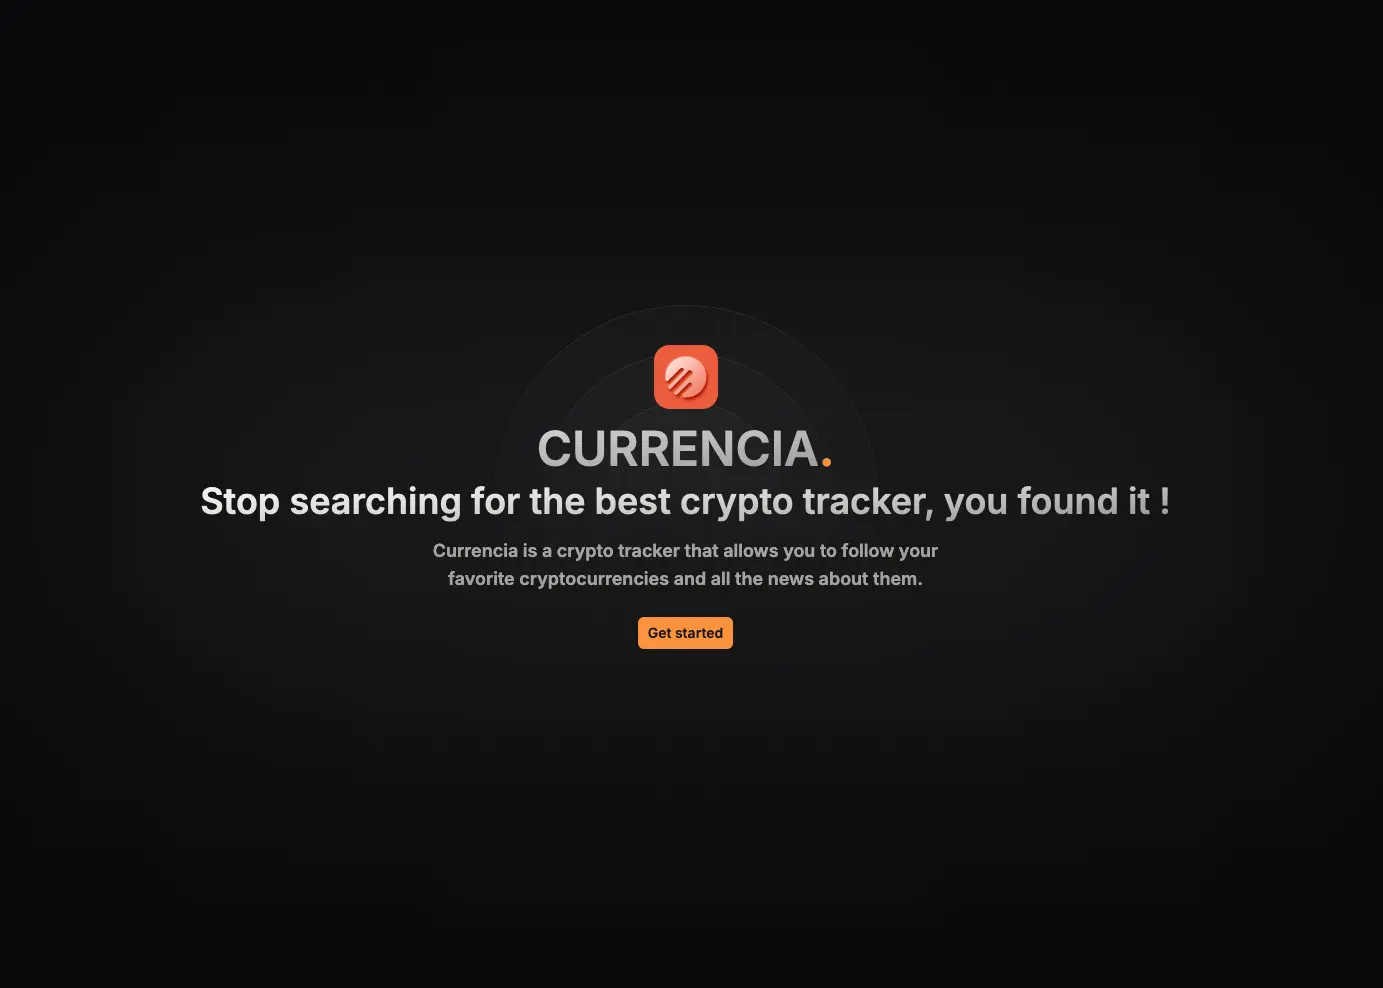 CURRENCIA.
Stop searching for the best crypto tracker, you found it !
Currencia is a crypto tracker that allows you to follow your
favorite cryptocurrencies and all the news about them.
Get started